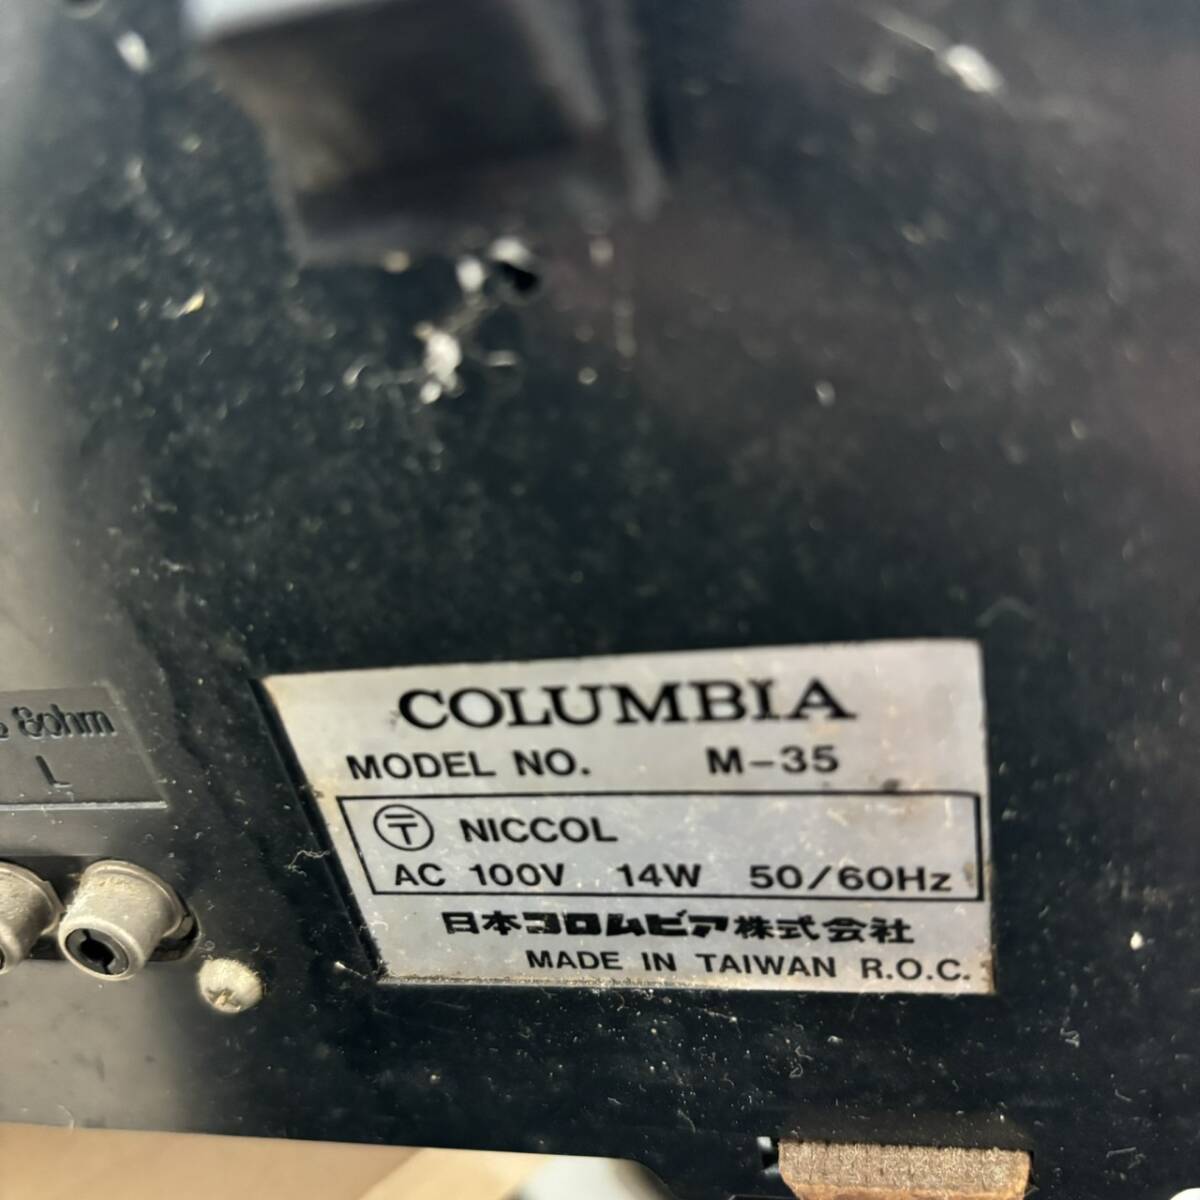 8ohm
L
COLUMBIA
MODEL NO. M-35
〒 NICCOL
AC 100V 14W 50/60Hz
日本コロムビア株式会社
MADE IN TAIWAN R.O.C.